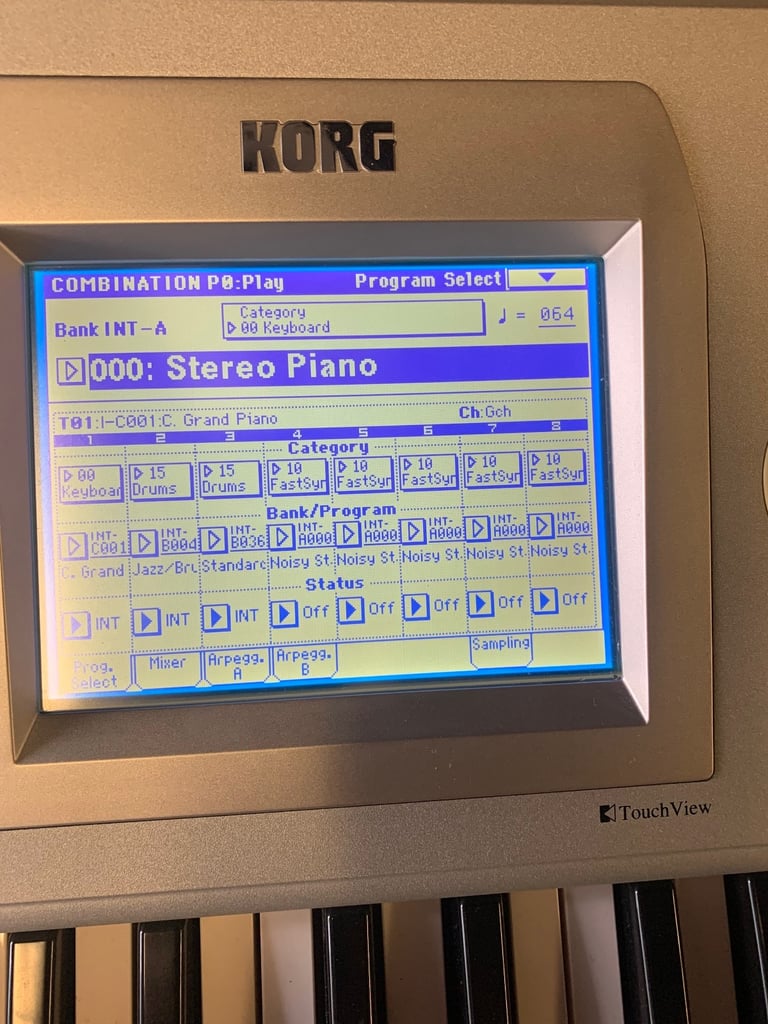 KORG
COMBINATION P0:Play Program Select
Bank INT-A
Category
00 Keyboard
♩ = 064
000: Stereo Piano
T01:I-C001:C. Grand Piano Ch:Gch
1 2 3 4 5 6 7 8
Category
00 Keyboar
15 Drums
15 Drums
10 FastSyn
10 FastSyn
10 FastSyn
10 FastSyn
10 FastSyn
Bank/Program
INT-C001 INT-B004 INT-B036 INT-A000 INT-A000 INT-A000 INT-A000 INT-A000
C. Grand Jazz/Bru Standard Noisy St. Noisy St. Noisy St. Noisy St. Noisy St.
Status
INT INT INT Off Off Off Off Off
Prog. Select
Mixer
Arpegg. A
Arpegg. B
Sampling
TouchView